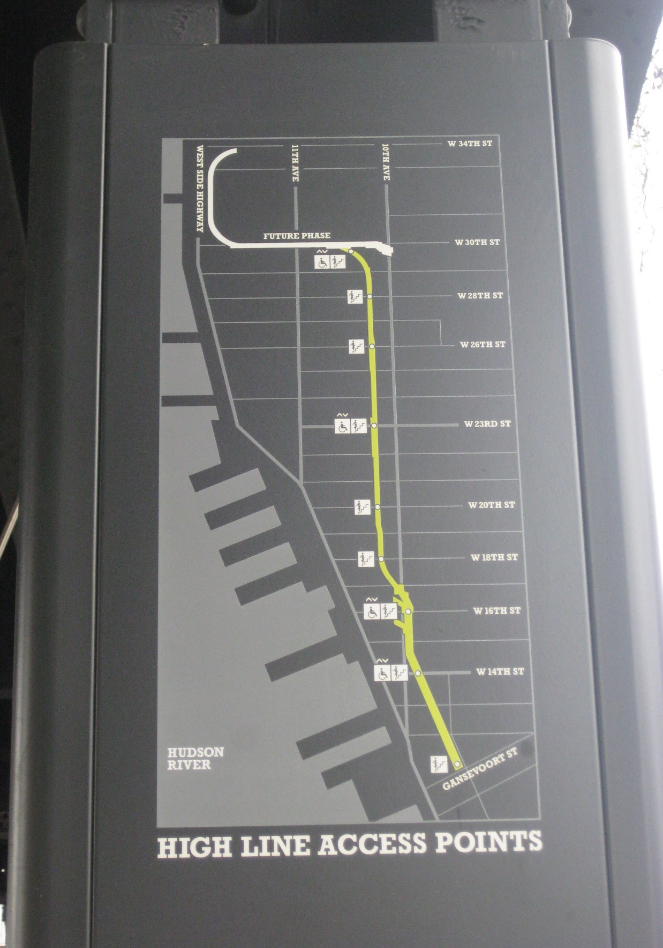 W 34TH ST
WEST SIDE HIGHWAY
11TH AVE
10TH AVE
FUTURE PHASE
W 30TH ST
W 28TH ST
W 26TH ST
W 23RD ST
W 20TH ST
W 18TH ST
W 16TH ST
W 14TH ST
HUDSON
RIVER
GANSEVOORT ST
HIGH LINE ACCESS POINTS